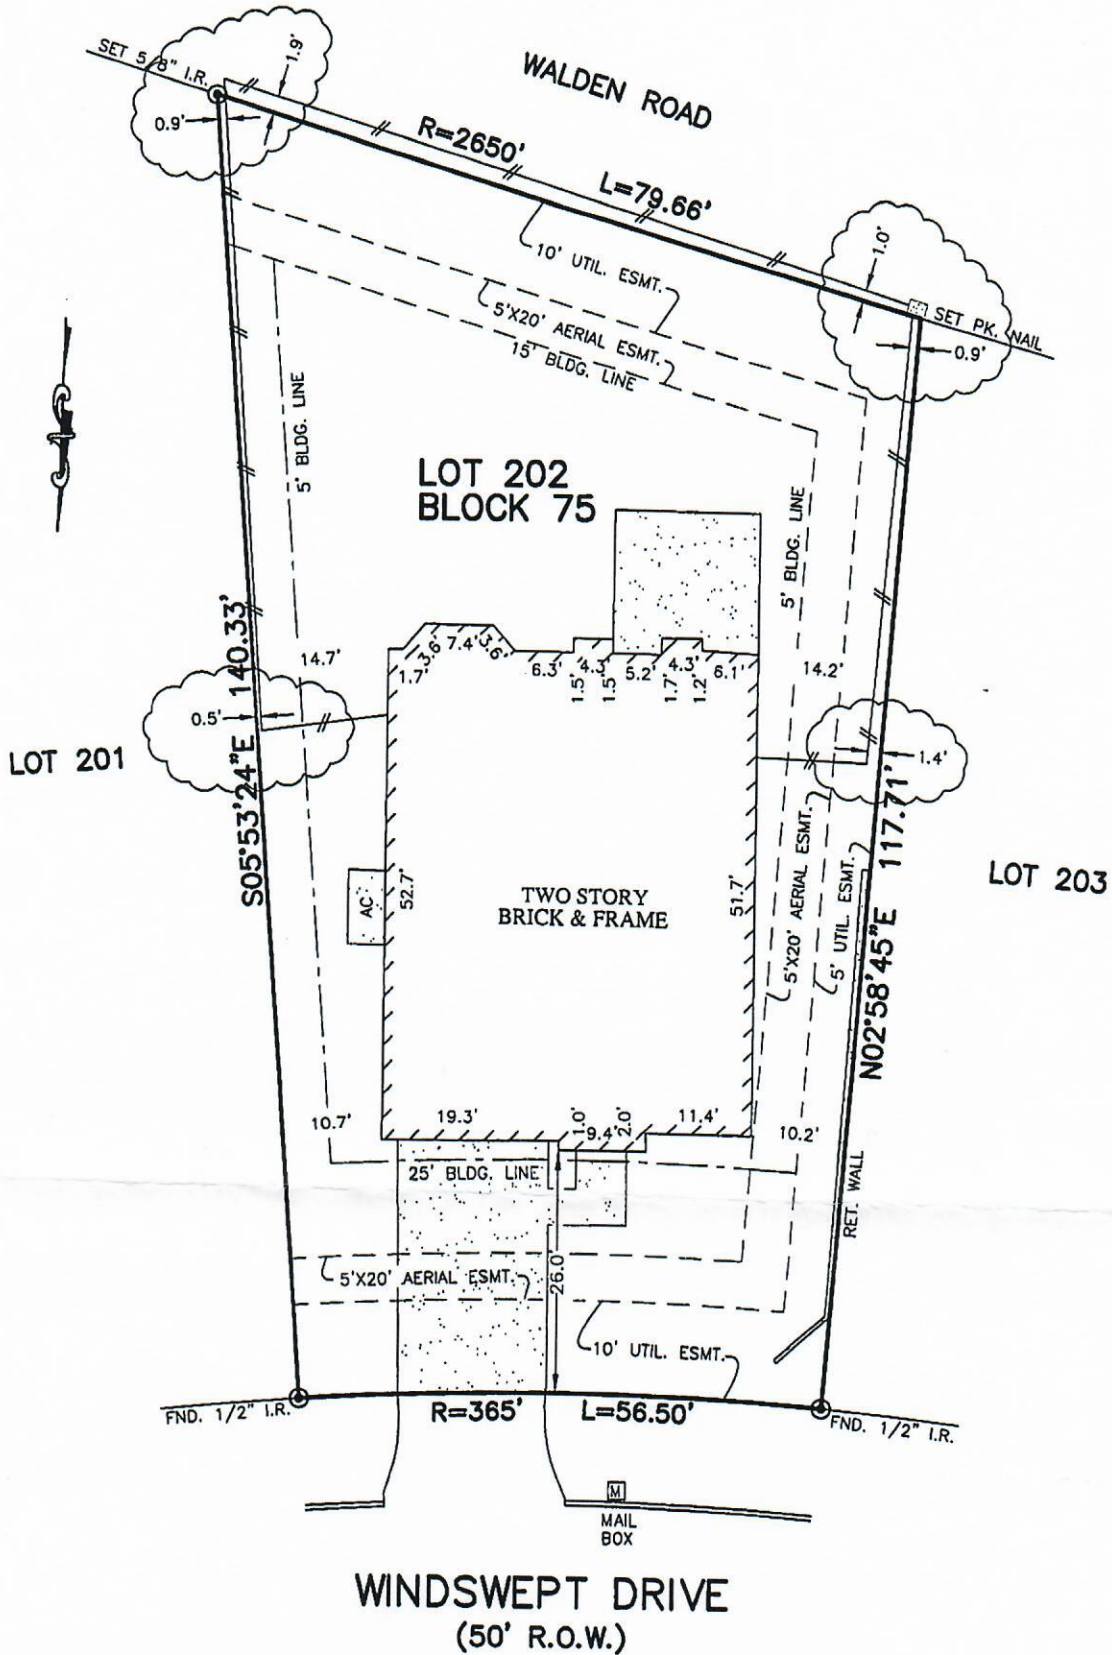 SET 5/8" I.R.
1.9'
WALDEN ROAD
0.9'
R=2650'
L=79.66'
1.0'
10' UTIL. ESMT.
SET PK. NAIL
5'X20' AERIAL ESMT.
0.9'
15' BLDG. LINE
5' BLDG. LINE
LOT 202
BLOCK 75
5' BLDG. LINE
14.7'
1.7'
3.6'
7.4'
3.6'
6.3'
1.5'
4.3'
1.5'
5.2'
1.7'
4.3'
1.2'
6.1'
14.2'
S05°53'24"E 140.33'
0.5'
LOT 201
1.4'
N02°58'45"E 117.71'
LOT 203
AC
52.7'
TWO STORY
BRICK & FRAME
51.7'
5'X20' AERIAL ESMT.
5' UTIL. ESMT.
10.7'
19.3'
1.0'
9.4'
2.0'
11.4'
10.2'
25' BLDG. LINE
RET. WALL
26.0'
5'X20' AERIAL ESMT.
10' UTIL. ESMT.
FND. 1/2" I.R.
R=365'
L=56.50'
FND. 1/2" I.R.
M
MAIL
BOX
WINDSWEPT DRIVE
(50' R.O.W.)